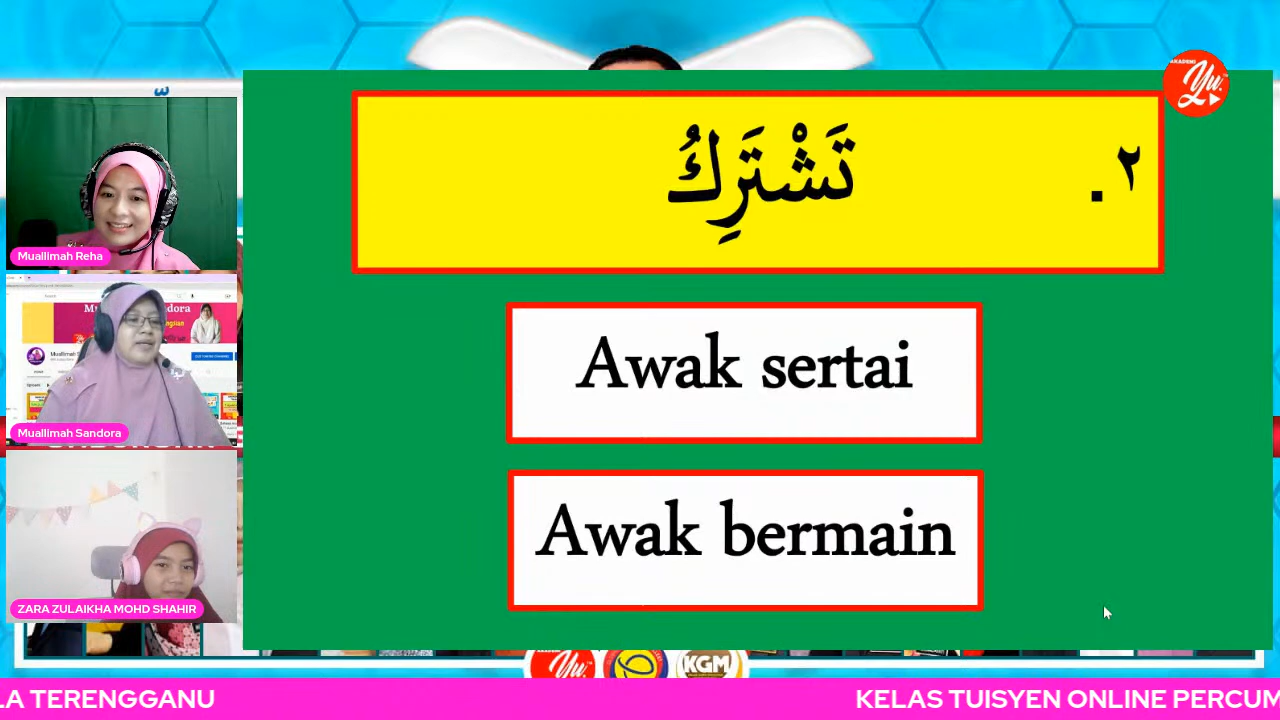 ٢. تَشْتَرِكُ
Awak sertai
Awak bermain
Muallimah Reha
Muallimah Sandora
ZARA ZULAIKHA MOHD SHAHIR
Yu.
KGM
LA TERENGGANU
KELAS TUISYEN ONLINE PERCUM